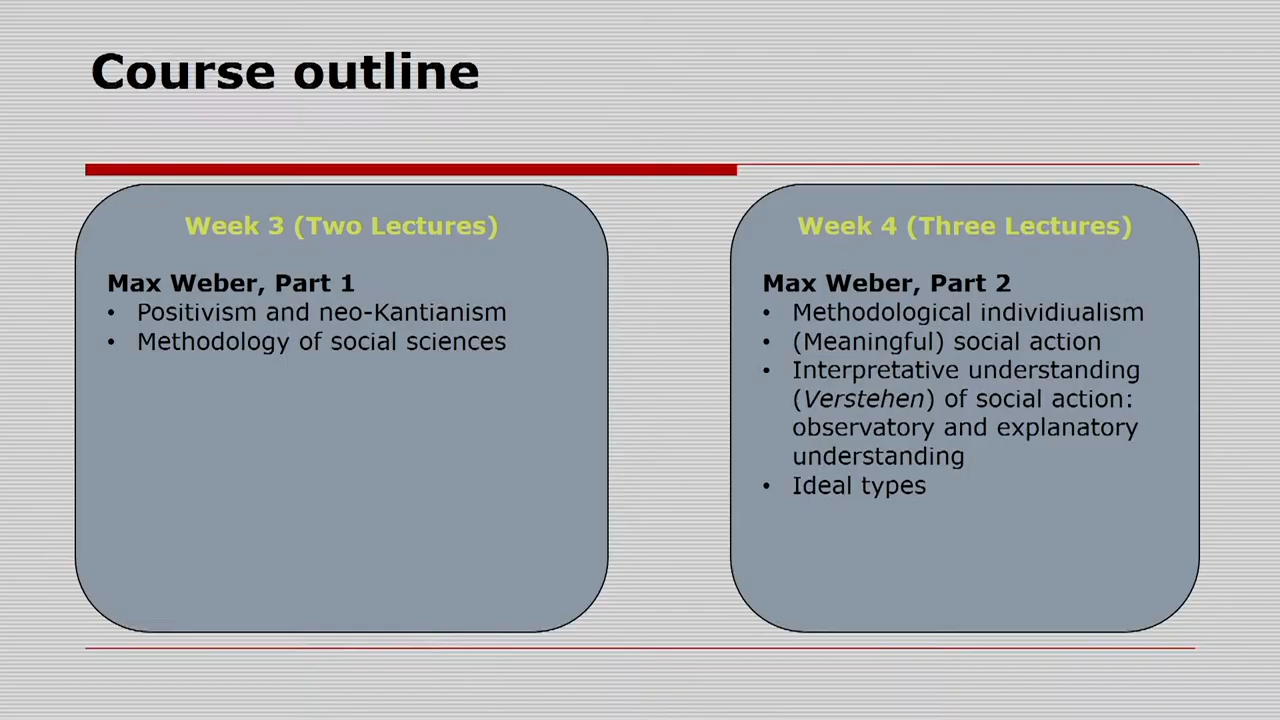 Course outline
Week 3 (Two Lectures)
Max Weber, Part 1
• Positivism and neo-Kantianism
• Methodology of social sciences
Week 4 (Three Lectures)
Max Weber, Part 2
• Methodological individiualism
• (Meaningful) social action
• Interpretative understanding
(Verstehen) of social action:
observatory and explanatory
understanding
• Ideal types